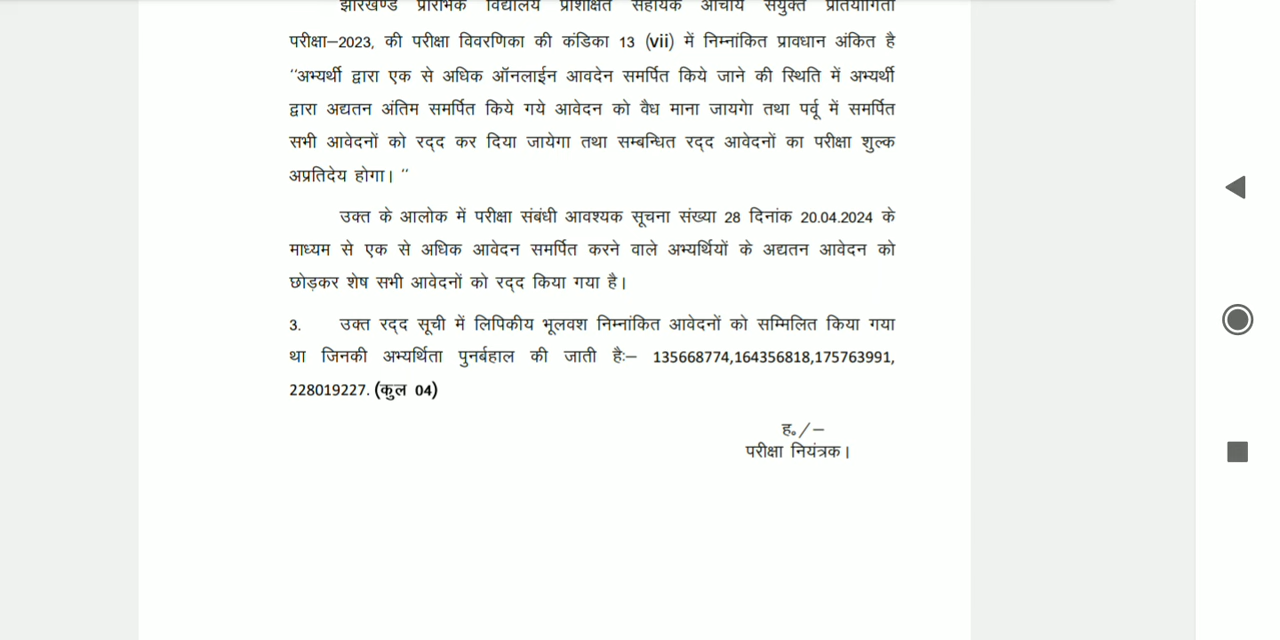 झारखण्ड प्रारंभिक विद्यालय प्रशिक्षित सहायक आचार्य संयुक्त प्रतियोगिता
परीक्षा–2023, की परीक्षा विवरणिका की कंडिका 13 (vii) में निम्नांकित प्रावधान अंकित है
‘‘अभ्यर्थी द्वारा एक से अधिक ऑनलाईन आवदेन समर्पित किये जाने की स्थिति में अभ्यर्थी
द्वारा अद्यतन अंतिम समर्पित किये गये आवेदन को वैध माना जायगेा तथा पर्वू में समर्पित
सभी आवेदनों को रद्द कर दिया जायेगा तथा सम्बन्धित रद्द आवेदनों का परीक्षा शुल्क
अप्रतिदेय होगा। ‘‘
उक्त के आलोक में परीक्षा संबंधी आवश्यक सूचना संख्या 28 दिनांक 20.04.2024 के
माध्यम से एक से अधिक आवेदन समर्पित करने वाले अभ्यर्थियों के अद्यतन आवेदन को
छोड़कर शेष सभी आवेदनों को रद्द किया गया है।
3. उक्त रद्द सूची में लिपिकीय भूलवश निम्नांकित आवेदनों को सम्मिलित किया गया
था जिनकी अभ्यर्थिता पुनर्बहाल की जाती है:– 135668774,164356818,175763991,
228019227. (कुल 04)
ह॰/–
परीक्षा नियंत्रक।